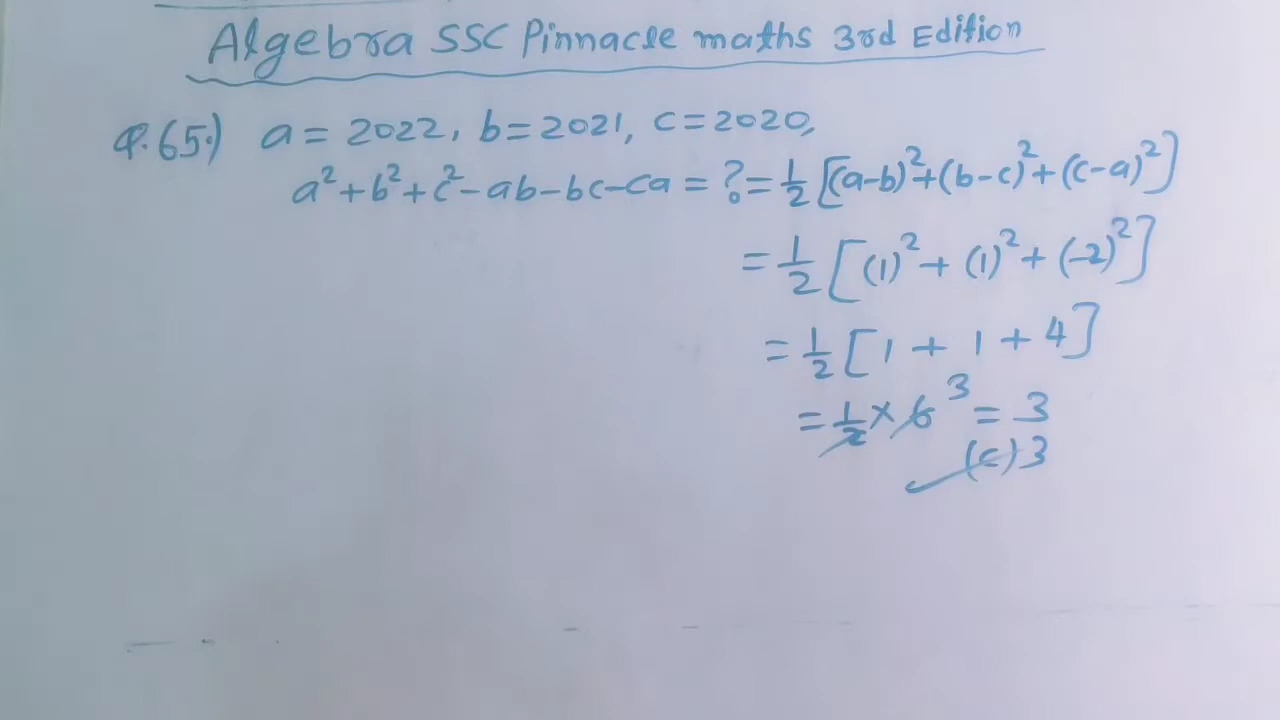 Algebra SSC Pinnacle maths 3rd Edition
Q.65.) a = 2022, b = 2021, c = 2020,
a² + b² + c² - ab - bc - ca = ? = 1/2 [(a-b)² + (b-c)² + (c-a)²]
= 1/2 [(1)² + (1)² + (-2)²]
= 1/2 [1 + 1 + 4]
= 1/2 × 6 3 = 3
(c) 3